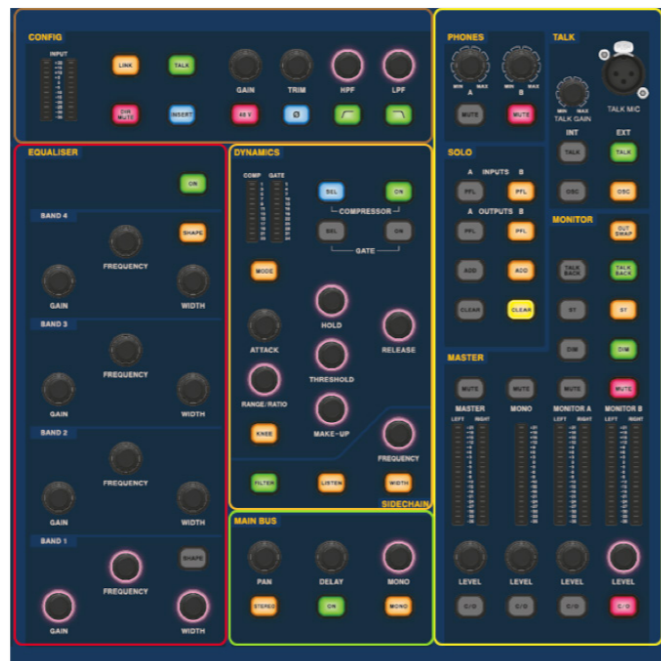 CONFIG
INPUT
LINK
TALK
GAIN
TRIM
HPF
LPF
CH MUTE
INSERT
48 V
Ø
EQUALISER
ON
BAND 4
SHAPE
FREQUENCY
GAIN
WIDTH
BAND 3
FREQUENCY
GAIN
WIDTH
BAND 2
FREQUENCY
GAIN
WIDTH
BAND 1
SHAPE
FREQUENCY
GAIN
WIDTH
DYNAMICS
COMP GATE
SEL
ON
COMPRESSOR
SEL
ON
GATE
MODE
HOLD
ATTACK
RELEASE
THRESHOLD
RANGE/RATIO
MAKE-UP
KNEE
FREQUENCY
FILTER
LISTEN
WIDTH
SIDECHAIN
MAIN BUS
PAN
DELAY
MONO
STEREO
ON
MONO
PHONES
MIN MAX
MIN MAX
A
B
MUTE
MUTE
TALK
MIN MAX
TALK GAIN
TALK MIC
INT
EXT
TALK
TALK
OSC
OSC
SOLO
A INPUTS B
PFL
PFL
A OUTPUTS B
PFL
PFL
ADD
ADD
CLEAR
CLEAR
MONITOR
CUT SWAP
TALK BACK
TALK BACK
ST
ST
DIM
DIM
MASTER
MUTE
MUTE
MUTE
MUTE
MASTER
MONO
MONITOR A
MONITOR B
LEFT RIGHT
LEFT RIGHT
LEFT RIGHT
LEVEL
LEVEL
LEVEL
LEVEL
C/O
C/O
C/O
C/O